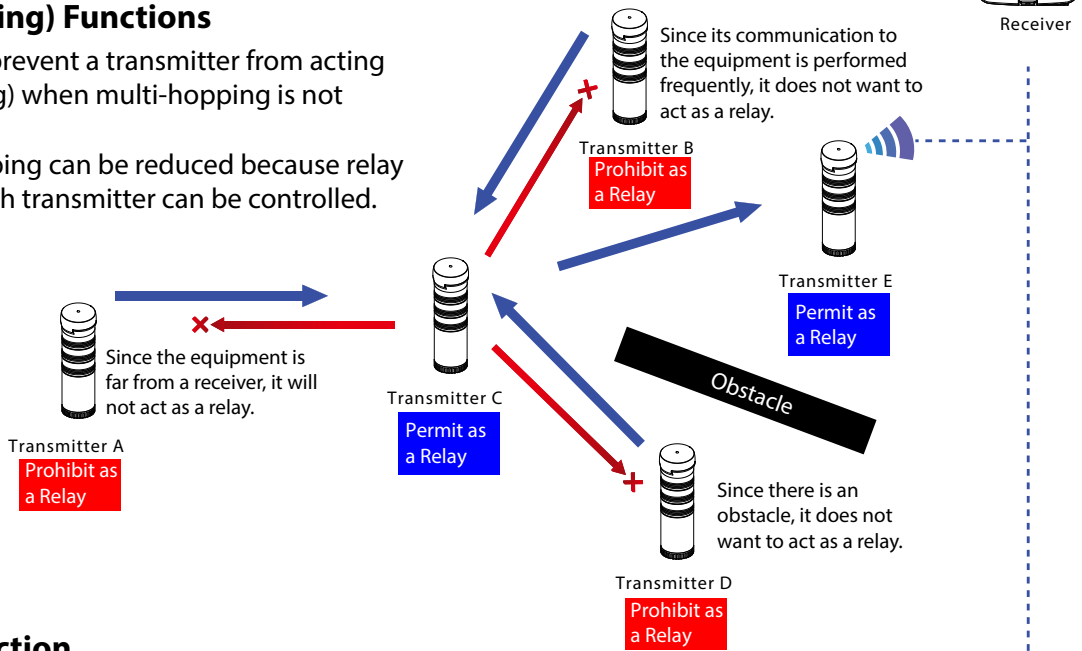 ing) Functions
prevent a transmitter from acting
g) when multi-hopping is not
ping can be reduced because relay
h transmitter can be controlled.
Receiver
Since its communication to
the equipment is performed
frequently, it does not want to
act as a relay.
Transmitter B
Prohibit as
a Relay
Transmitter E
Permit as
a Relay
Since the equipment is
far from a receiver, it will
not act as a relay.
Transmitter A
Prohibit as
a Relay
Transmitter C
Permit as
a Relay
Obstacle
Since there is an
obstacle, it does not
want to act as a relay.
Transmitter D
Prohibit as
a Relay
ction